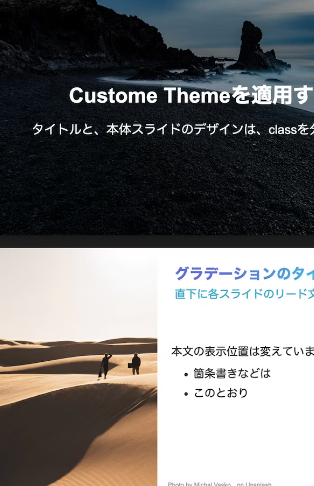 Custome Themeを適用す
タイトルと、本体スライドのデザインは、classを
グラデーションのタイ
直下に各スライドのリード文
本文の表示位置は変えていま
• 箇条書きなどは
• このとおり
Photo by Michal Vasko on Unsplash